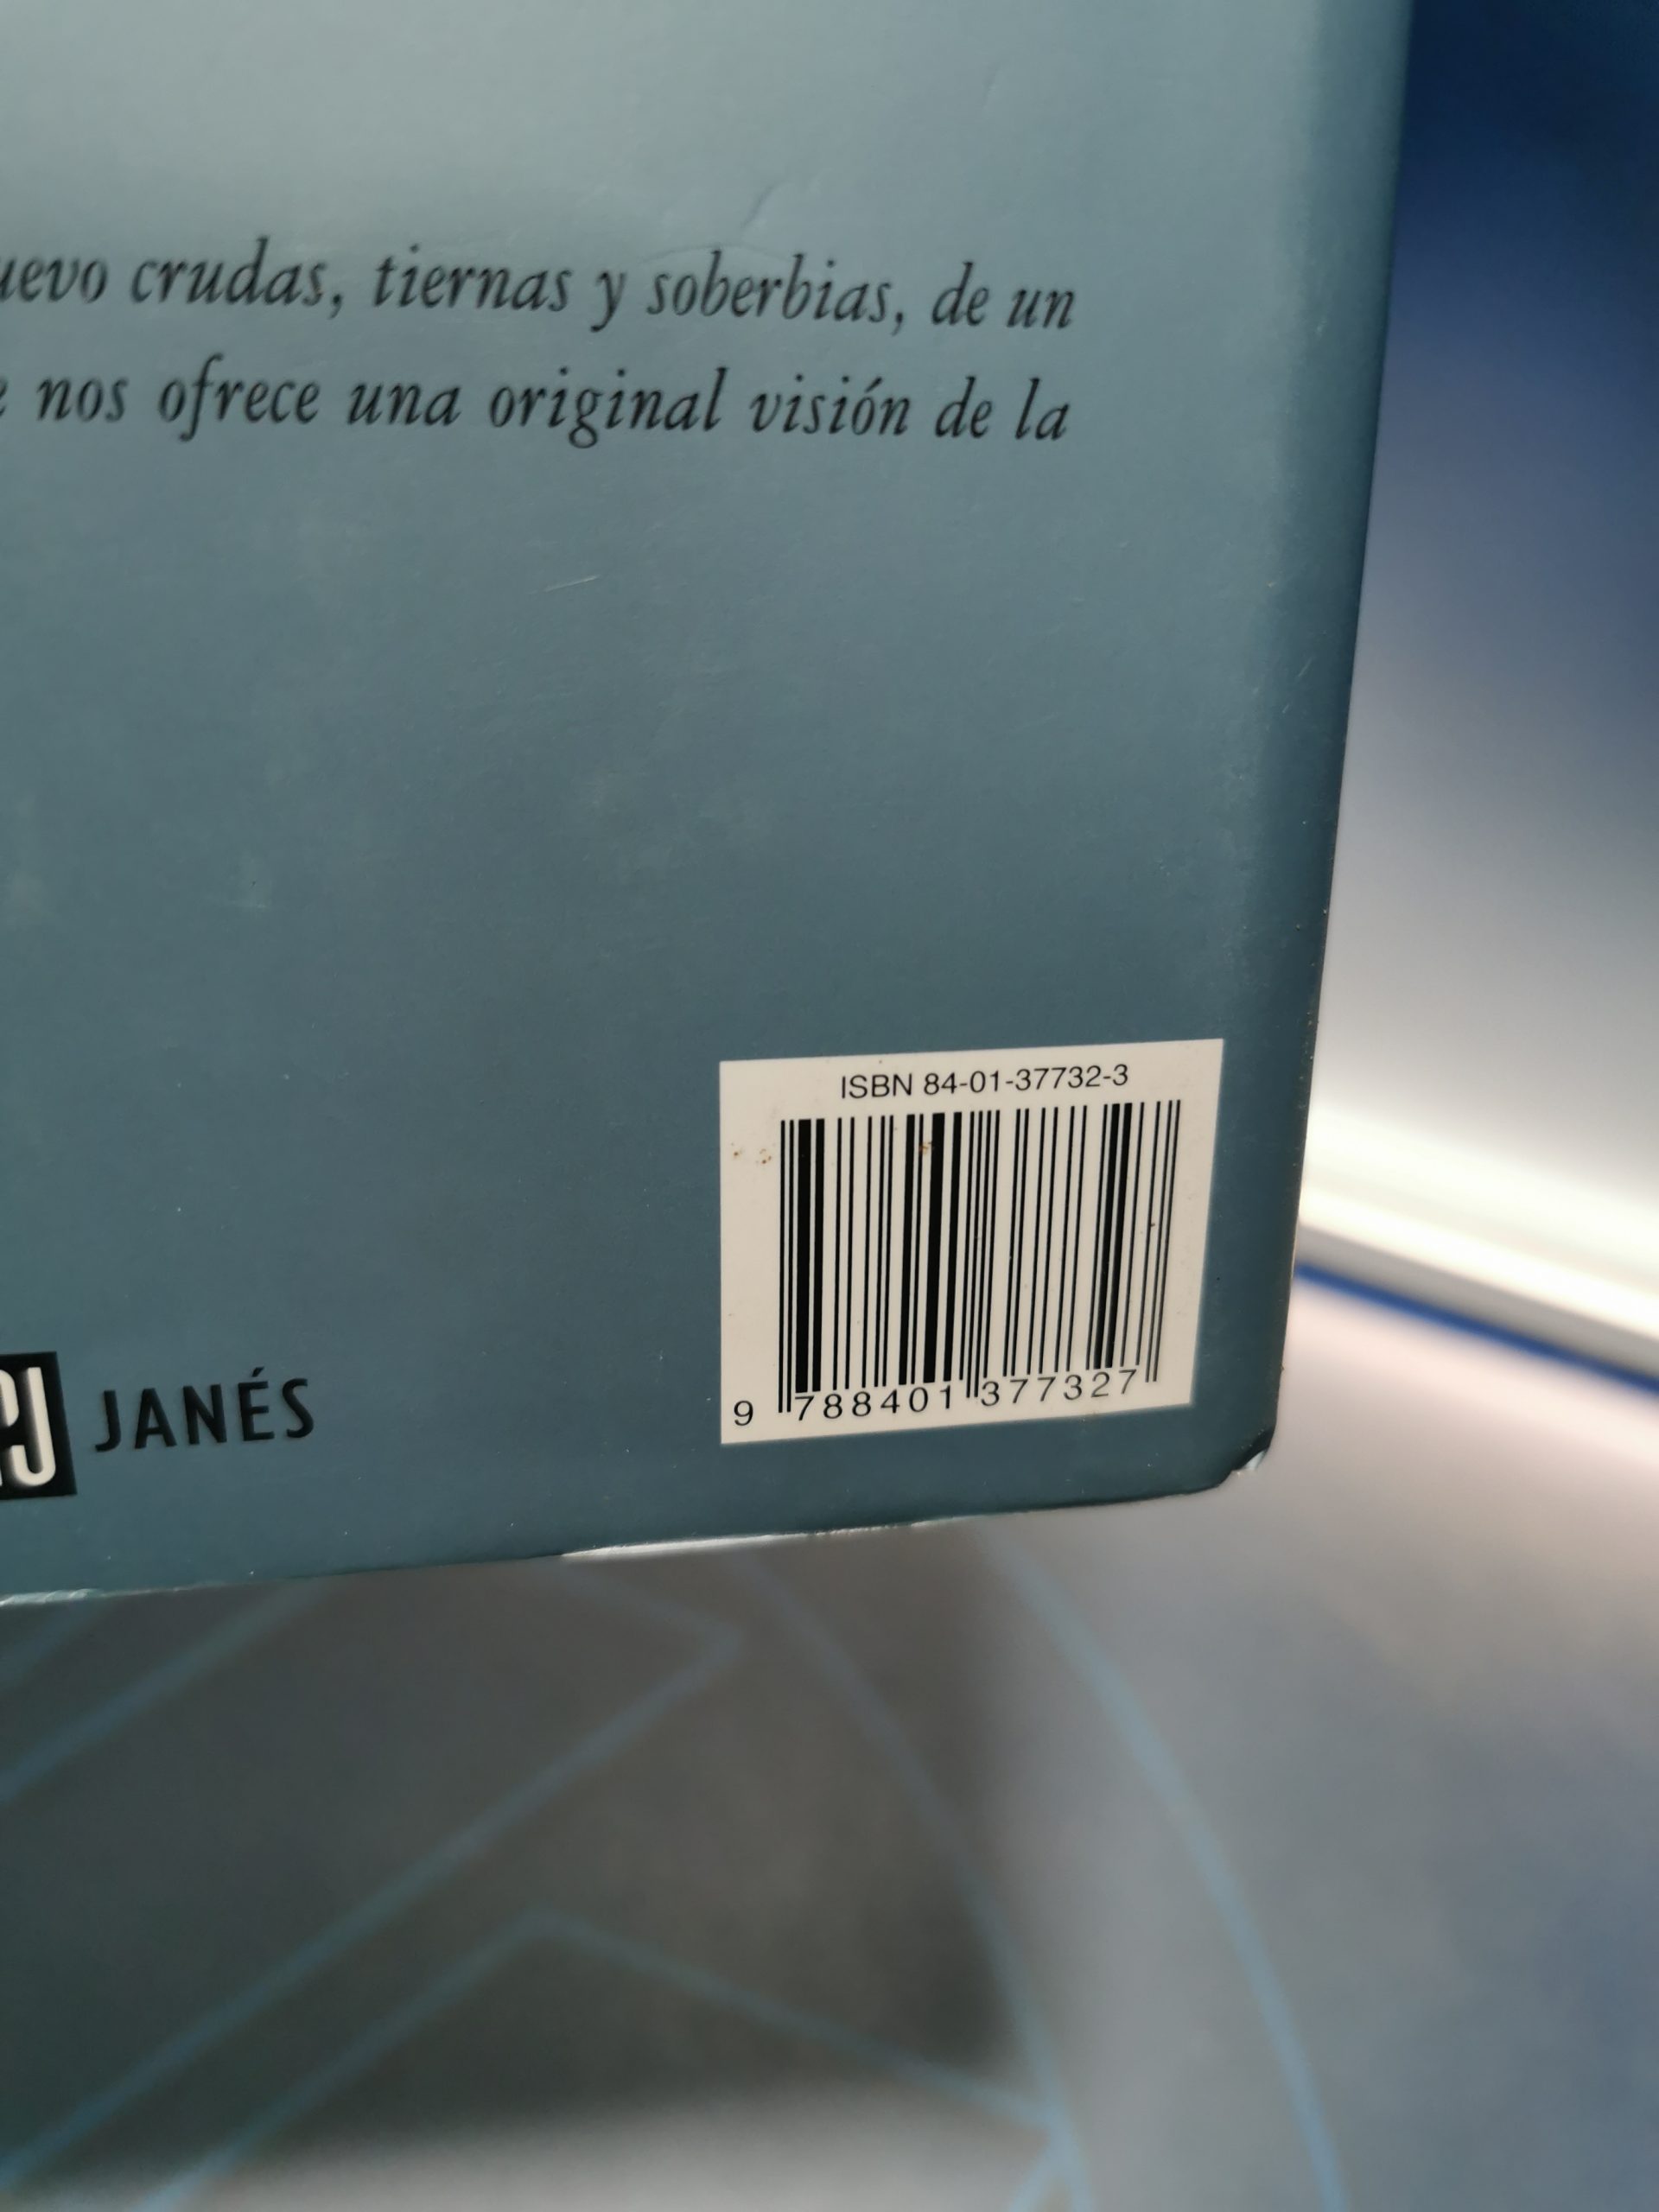 crudas, tiernas y soberbias, de un
nos ofrece una original visión de la
ISBN 84-01-37732-3
9 788401 377327
JANÉS